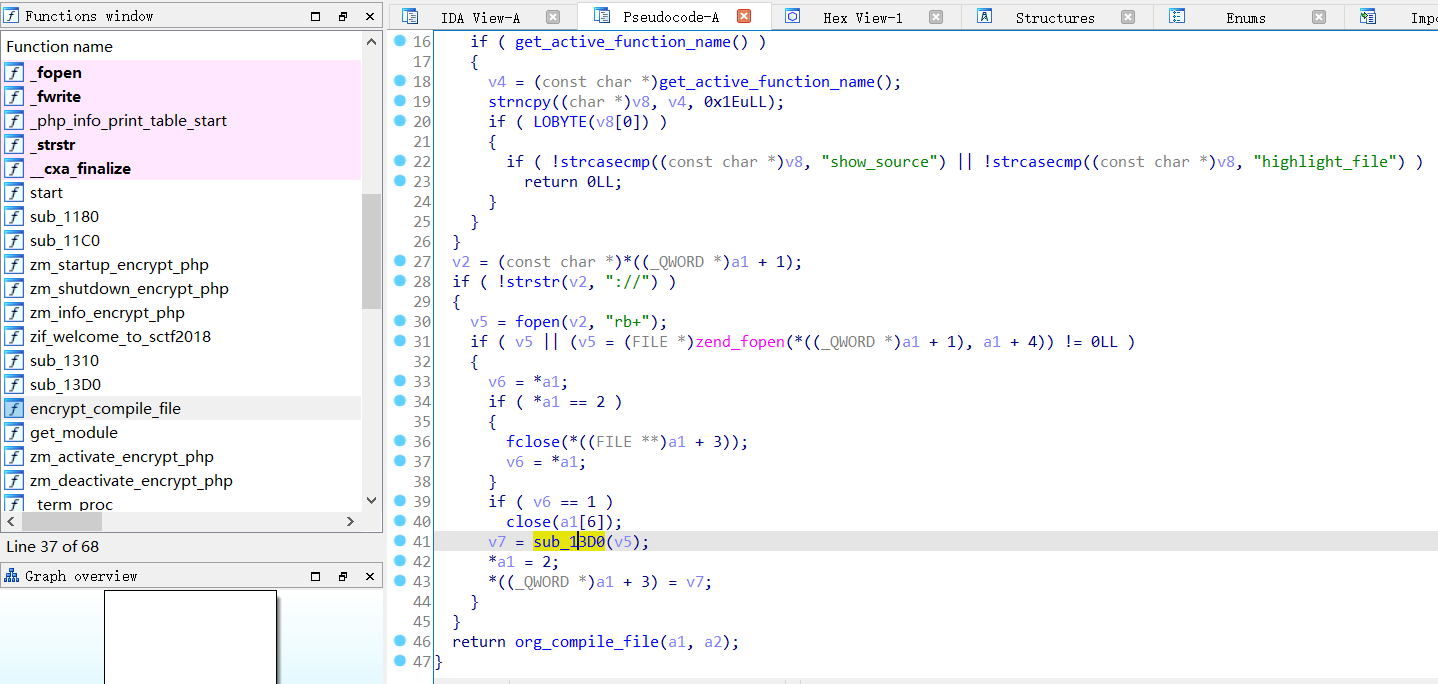 Functions window
Function name
_fopen
_fwrite
_php_info_print_table_start
_strstr
__cxa_finalize
start
sub_1180
sub_11C0
zm_startup_encrypt_php
zm_shutdown_encrypt_php
zm_info_encrypt_php
zif_welcome_to_sctf2018
sub_1310
sub_13D0
encrypt_compile_file
get_module
zm_activate_encrypt_php
zm_deactivate_encrypt_php
_term_proc
Line 37 of 68
Graph overview
IDA View-A Pseudocode-A Hex View-1 Structures Enums Impo
16 if ( get_active_function_name() )
17 {
18 v4 = (const char *)get_active_function_name();
19 strncpy((char *)v8, v4, 0x1EuLL);
20 if ( LOBYTE(v8[0]) )
21 {
22 if ( !strcasecmp((const char *)v8, "show_source") || !strcasecmp((const char *)v8, "highlight_file") )
23 return 0LL;
24 }
25 }
26 }
27 v2 = (const char *)*((_QWORD *)a1 + 1);
28 if ( !strstr(v2, "://") )
29 {
30 v5 = fopen(v2, "rb+");
31 if ( v5 || (v5 = (FILE *)zend_fopen(*((_QWORD *)a1 + 1), a1 + 4)) != 0LL )
32 {
33 v6 = *a1;
34 if ( *a1 == 2 )
35 {
36 fclose(*((FILE **)a1 + 3));
37 v6 = *a1;
38 }
39 if ( v6 == 1 )
40 close(a1[6]);
41 v7 = sub_13D0(v5);
42 *a1 = 2;
43 *((_QWORD *)a1 + 3) = v7;
44 }
45 }
46 return org_compile_file(a1, a2);
47 }